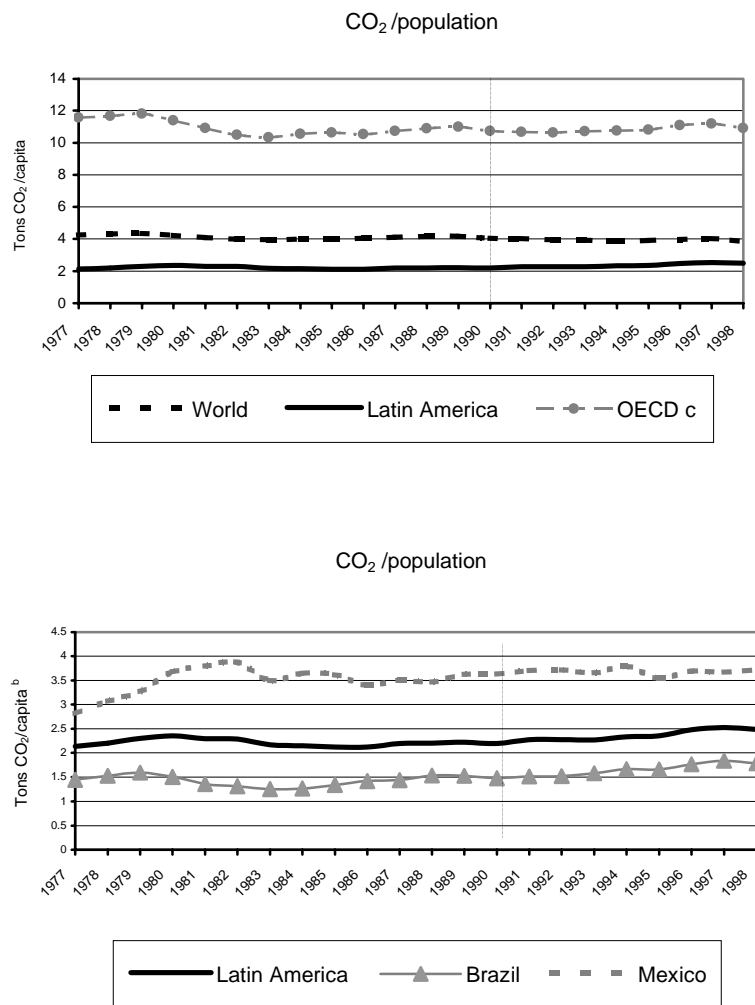 CO₂ /population
Tons CO₂ /capita
14
12
10
8
6
4
2
0
1977 1978 1979 1980 1981 1982 1983 1984 1985 1986 1987 1988 1989 1990 1991 1992 1993 1994 1995 1996 1997 1998
World Latin America OECD c
CO₂ /population
Tons CO₂/capita ᵇ
4.5
4
3.5
3
2.5
2
1.5
1
0.5
0
1977 1978 1979 1980 1981 1982 1983 1984 1985 1986 1987 1988 1989 1990 1991 1992 1993 1994 1995 1996 1997 1998
Latin America Brazil Mexico